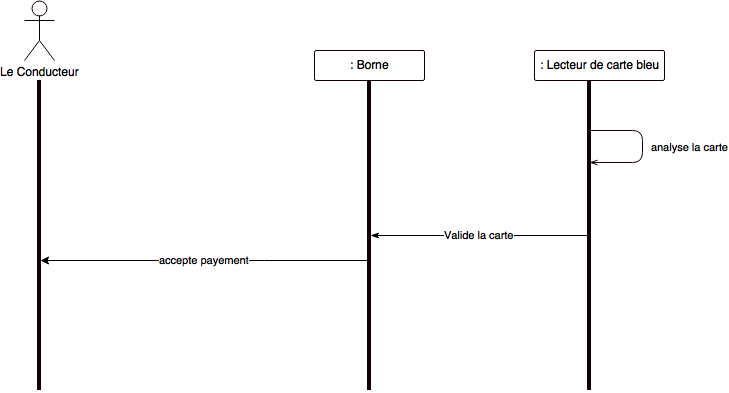 Le Conducteur
: Borne
: Lecteur de carte bleu
analyse la carte
Valide la carte
accepte payement